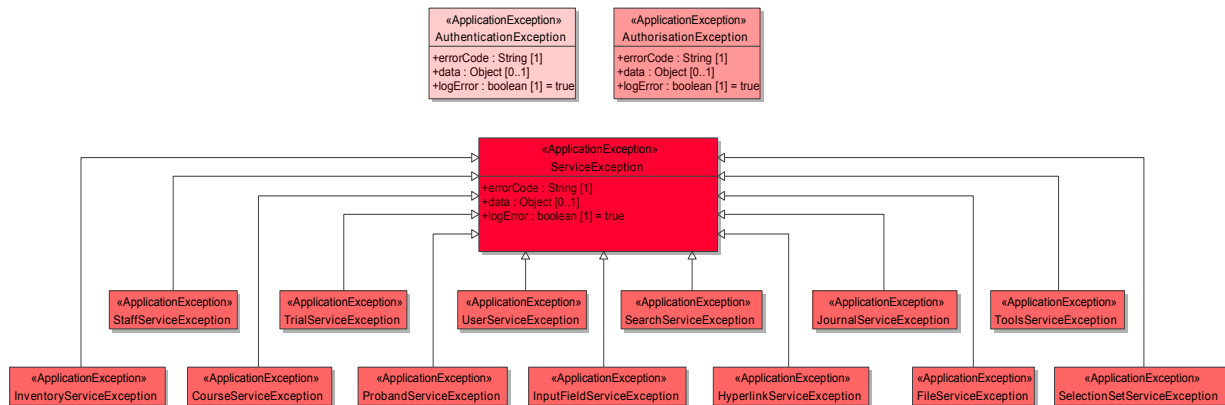 «ApplicationException»
AuthenticationException
+errorCode : String [1]
+data : Object [0..1]
+logError : boolean [1] = true
«ApplicationException»
AuthorisationException
+errorCode : String [1]
+data : Object [0..1]
+logError : boolean [1] = true
«ApplicationException»
ServiceException
+errorCode : String [1]
+data : Object [0..1]
+logError : boolean [1] = true
«ApplicationException»
StaffServiceException
«ApplicationException»
TrialServiceException
«ApplicationException»
UserServiceException
«ApplicationException»
SearchServiceException
«ApplicationException»
JournalServiceException
«ApplicationException»
ToolsServiceException
«ApplicationException»
InventoryServiceException
«ApplicationException»
CourseServiceException
«ApplicationException»
ProbandServiceException
«ApplicationException»
InputFieldServiceException
«ApplicationException»
HyperlinkServiceException
«ApplicationException»
FileServiceException
«ApplicationException»
SelectionSetServiceException